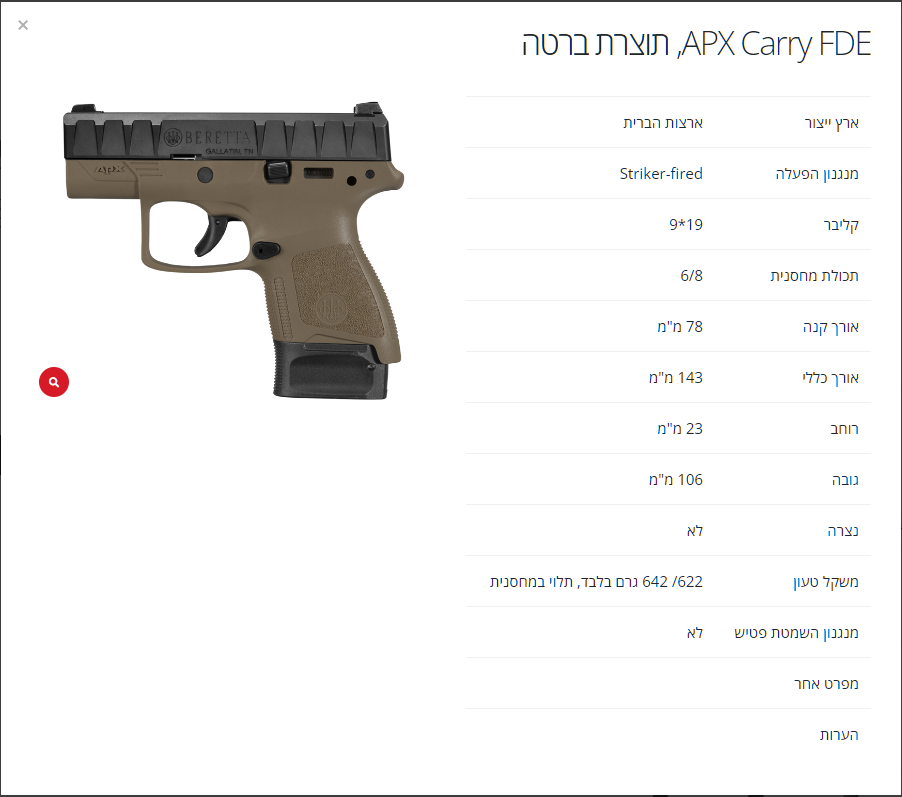 ×
APX Carry FDE, תוצרת ברטה
ארץ ייצור ארצות הברית
מנגנון הפעלה Striker-fired
קליבר 9*19
תכולת מחסנית 6/8
אורך קנה 78 מ"מ
אורך כללי 143 מ"מ
רוחב 23 מ"מ
גובה 106 מ"מ
נצרה לא
משקל טעון 622/ 642 גרם בלבד, תלוי במחסנית
מנגנון השמטת פטיש לא
מפרט אחר
הערות
BERETTA
GALLATIN, TN
APX